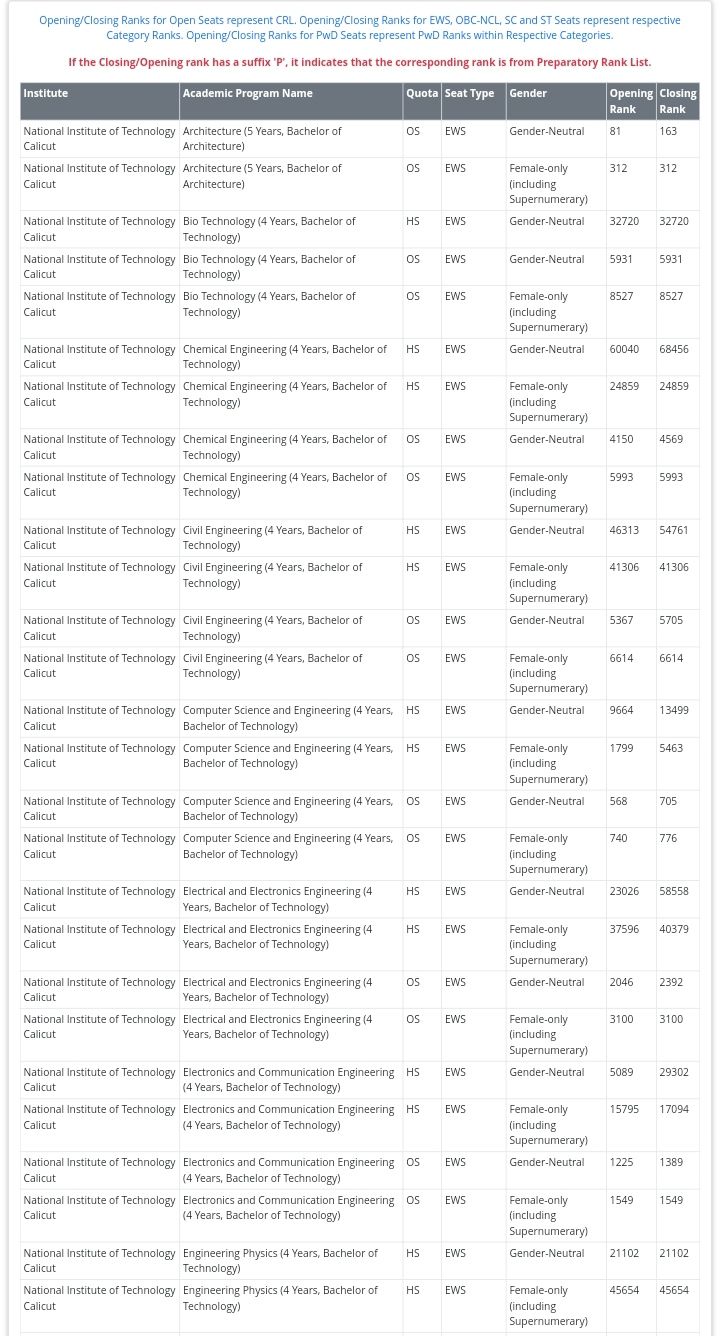 Opening/Closing Ranks for Open Seats represent CRL. Opening/Closing Ranks for EWS, OBC-NCL, SC and ST Seats represent respective
Category Ranks. Opening/Closing Ranks for PwD Seats represent PwD Ranks within Respective Categories.
If the Closing/Opening rank has a suffix 'P', it indicates that the corresponding rank is from Preparatory Rank List.
Institute Academic Program Name Quota Seat Type Gender Opening Closing
Rank Rank
National Institute of Technology Architecture (5 Years, Bachelor of OS EWS Gender-Neutral 81 163
Calicut Architecture)
National Institute of Technology Architecture (5 Years, Bachelor of OS EWS Female-only 312 312
Calicut Architecture) (including
Supernumerary)
National Institute of Technology Bio Technology (4 Years, Bachelor of HS EWS Gender-Neutral 32720 32720
Calicut Technology)
National Institute of Technology Bio Technology (4 Years, Bachelor of OS EWS Gender-Neutral 5931 5931
Calicut Technology)
National Institute of Technology Bio Technology (4 Years, Bachelor of OS EWS Female-only 8527 8527
Calicut Technology) (including
Supernumerary)
National Institute of Technology Chemical Engineering (4 Years, Bachelor of HS EWS Gender-Neutral 60040 68456
Calicut Technology)
National Institute of Technology Chemical Engineering (4 Years, Bachelor of HS EWS Female-only 24859 24859
Calicut Technology) (including
Supernumerary)
National Institute of Technology Chemical Engineering (4 Years, Bachelor of OS EWS Gender-Neutral 4150 4569
Calicut Technology)
National Institute of Technology Chemical Engineering (4 Years, Bachelor of OS EWS Female-only 5993 5993
Calicut Technology) (including
Supernumerary)
National Institute of Technology Civil Engineering (4 Years, Bachelor of HS EWS Gender-Neutral 46313 54761
Calicut Technology)
National Institute of Technology Civil Engineering (4 Years, Bachelor of HS EWS Female-only 41306 41306
Calicut Technology) (including
Supernumerary)
National Institute of Technology Civil Engineering (4 Years, Bachelor of OS EWS Gender-Neutral 5367 5705
Calicut Technology)
National Institute of Technology Civil Engineering (4 Years, Bachelor of OS EWS Female-only 6614 6614
Calicut Technology) (including
Supernumerary)
National Institute of Technology Computer Science and Engineering (4 Years, HS EWS Gender-Neutral 9664 13499
Calicut Bachelor of Technology)
National Institute of Technology Computer Science and Engineering (4 Years, HS EWS Female-only 1799 5463
Calicut Bachelor of Technology) (including
Supernumerary)
National Institute of Technology Computer Science and Engineering (4 Years, OS EWS Gender-Neutral 568 705
Calicut Bachelor of Technology)
National Institute of Technology Computer Science and Engineering (4 Years, OS EWS Female-only 740 776
Calicut Bachelor of Technology) (including
Supernumerary)
National Institute of Technology Electrical and Electronics Engineering (4 HS EWS Gender-Neutral 23026 58558
Calicut Years, Bachelor of Technology)
National Institute of Technology Electrical and Electronics Engineering (4 HS EWS Female-only 37596 40379
Calicut Years, Bachelor of Technology) (including
Supernumerary)
National Institute of Technology Electrical and Electronics Engineering (4 OS EWS Gender-Neutral 2046 2392
Calicut Years, Bachelor of Technology)
National Institute of Technology Electrical and Electronics Engineering (4 OS EWS Female-only 3100 3100
Calicut Years, Bachelor of Technology) (including
Supernumerary)
National Institute of Technology Electronics and Communication Engineering HS EWS Gender-Neutral 5089 29302
Calicut (4 Years, Bachelor of Technology)
National Institute of Technology Electronics and Communication Engineering HS EWS Female-only 15795 17094
Calicut (4 Years, Bachelor of Technology) (including
Supernumerary)
National Institute of Technology Electronics and Communication Engineering OS EWS Gender-Neutral 1225 1389
Calicut (4 Years, Bachelor of Technology)
National Institute of Technology Electronics and Communication Engineering OS EWS Female-only 1549 1549
Calicut (4 Years, Bachelor of Technology) (including
Supernumerary)
National Institute of Technology Engineering Physics (4 Years, Bachelor of HS EWS Gender-Neutral 21102 21102
Calicut Technology)
National Institute of Technology Engineering Physics (4 Years, Bachelor of HS EWS Female-only 45654 45654
Calicut Technology) (including
Supernumerary)